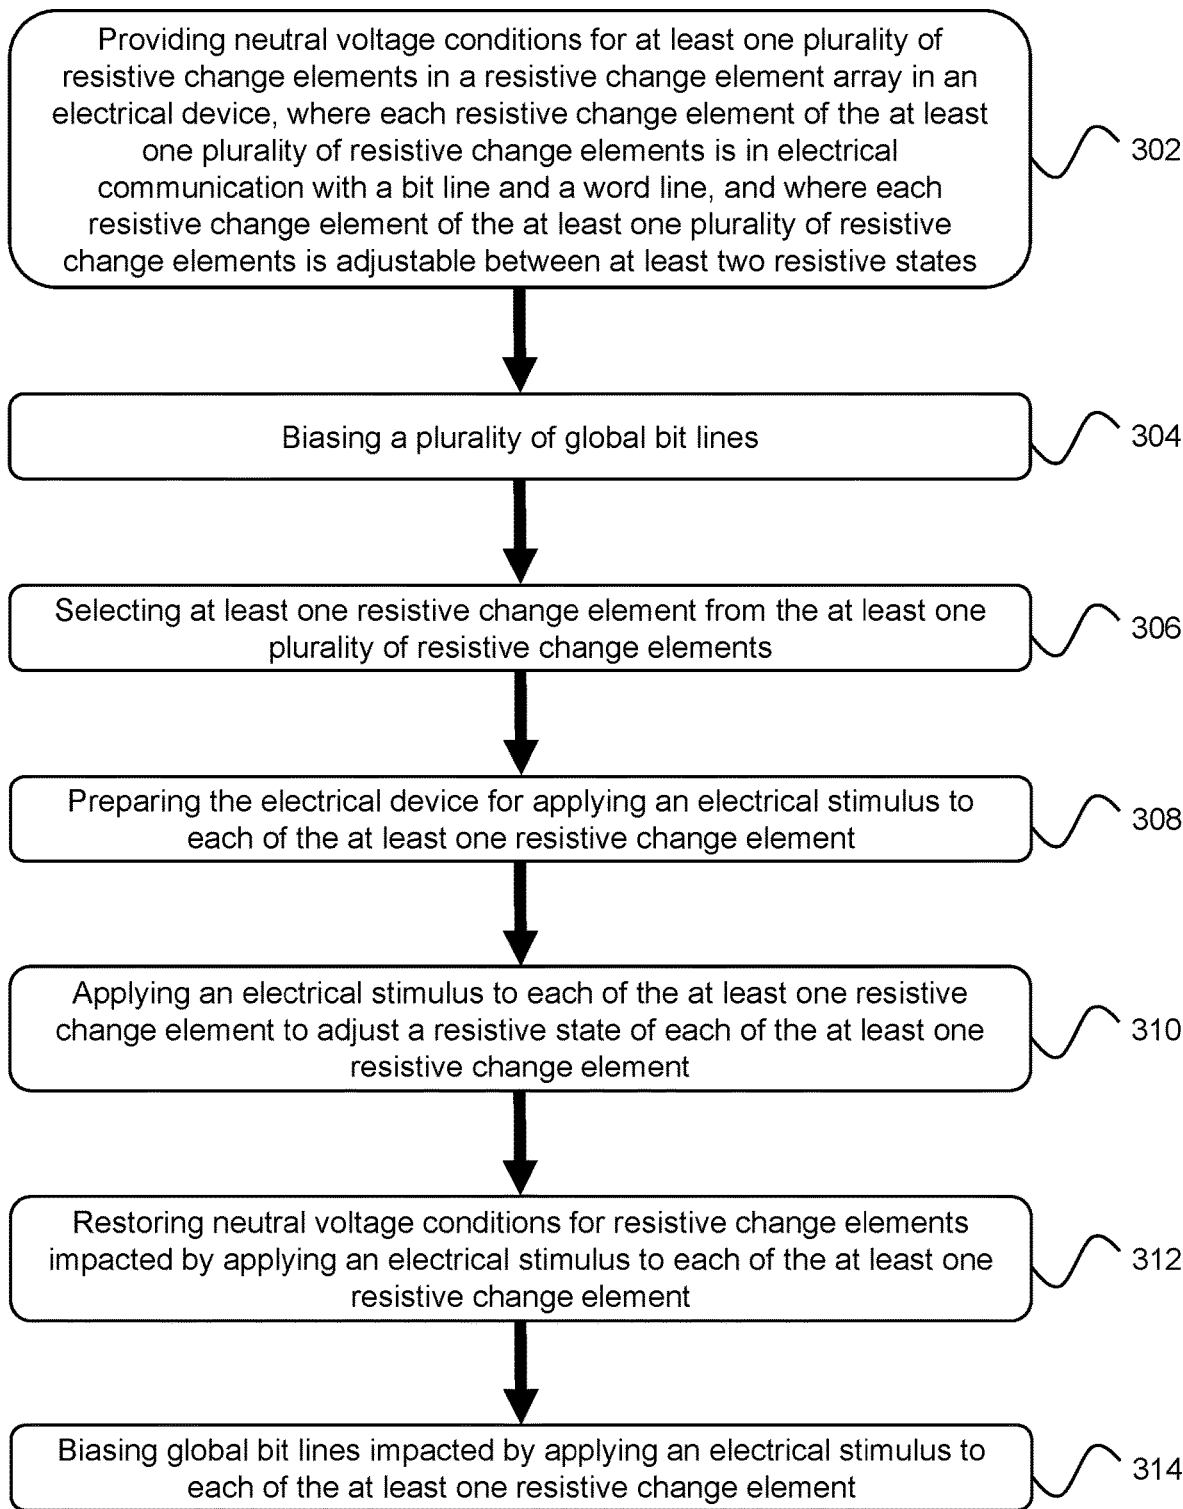 Providing neutral voltage conditions for at least one plurality of
resistive change elements in a resistive change element array in an
electrical device, where each resistive change element of the at least
one plurality of resistive change elements is in electrical
communication with a bit line and a word line, and where each
resistive change element of the at least one plurality of resistive
change elements is adjustable between at least two resistive states
302
Biasing a plurality of global bit lines
304
Selecting at least one resistive change element from the at least one
plurality of resistive change elements
306
Preparing the electrical device for applying an electrical stimulus to
each of the at least one resistive change element
308
Applying an electrical stimulus to each of the at least one resistive
change element to adjust a resistive state of each of the at least one
resistive change element
310
Restoring neutral voltage conditions for resistive change elements
impacted by applying an electrical stimulus to each of the at least one
resistive change element
312
Biasing global bit lines impacted by applying an electrical stimulus to
each of the at least one resistive change element
314